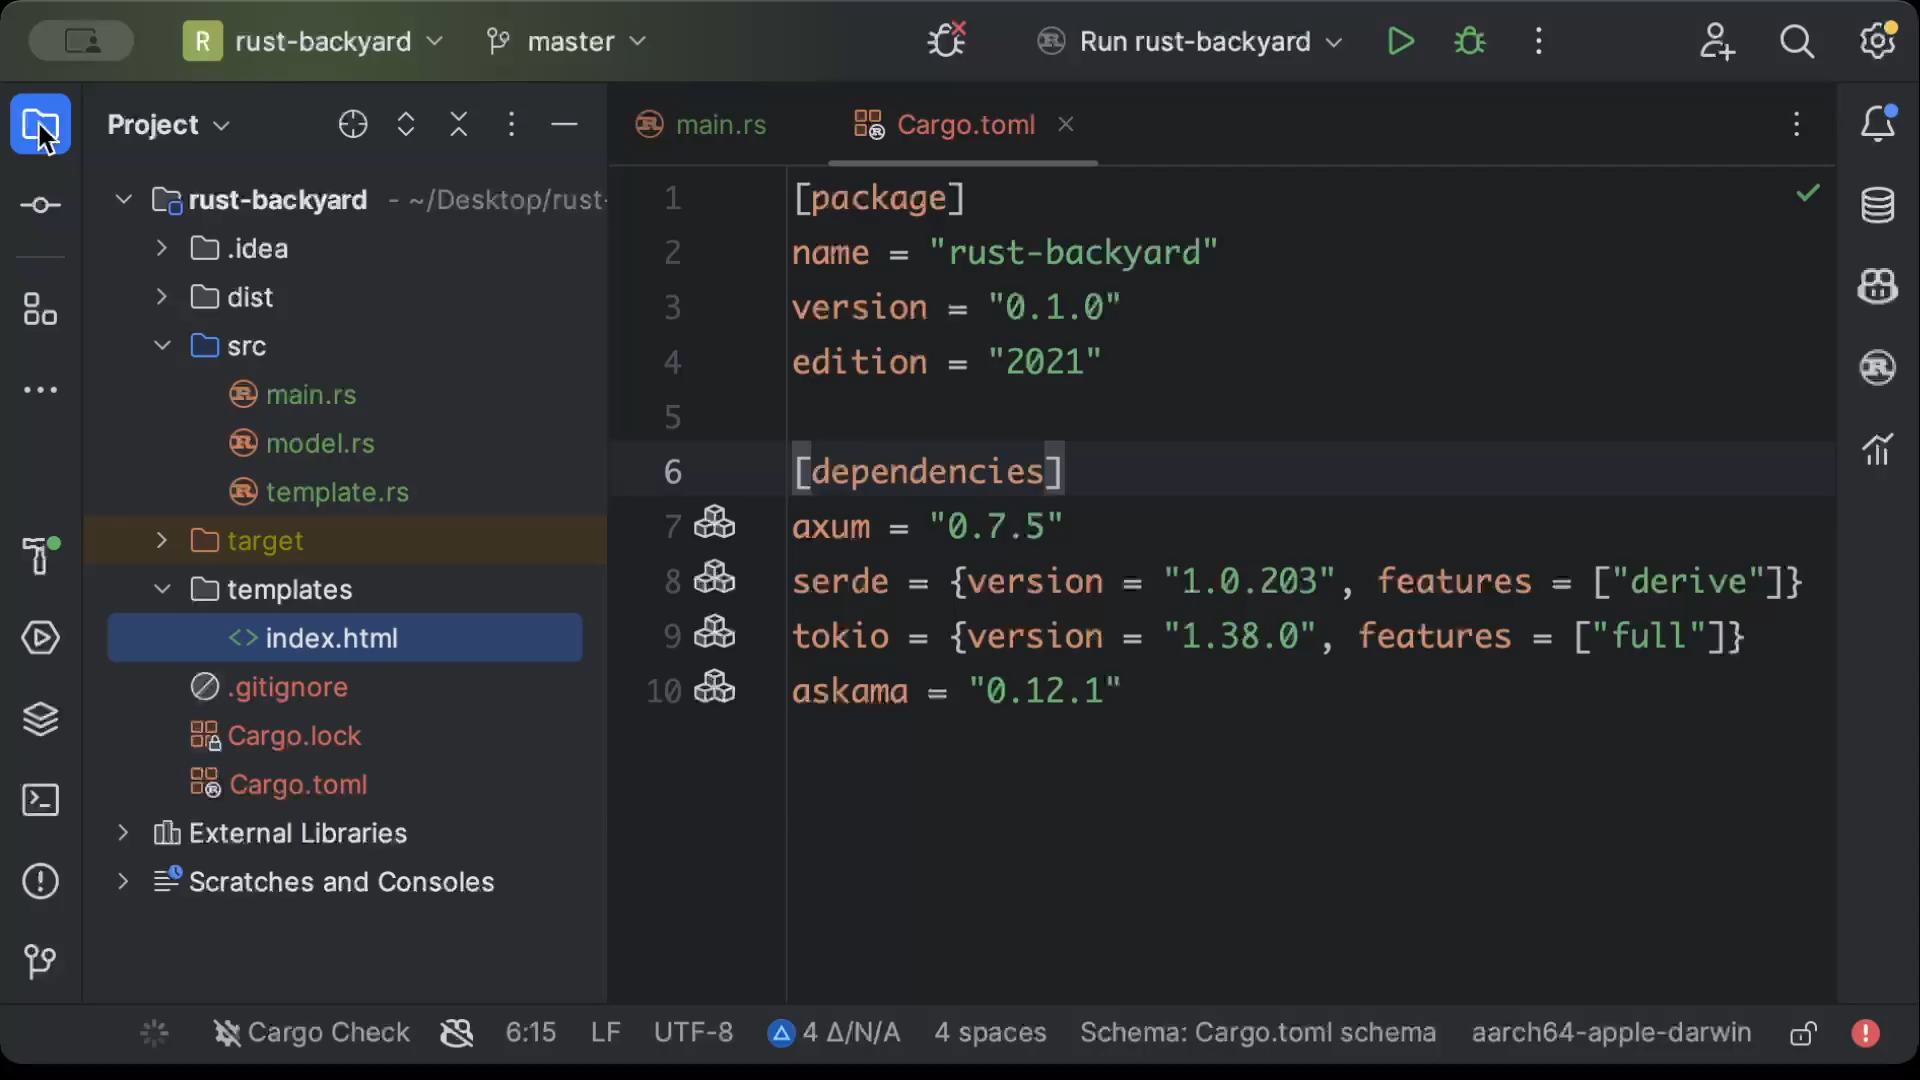 R rust-backyard master Run rust-backyard
Project
main.rs Cargo.toml
rust-backyard - ~/Desktop/rust-
.idea
dist
src
main.rs
model.rs
template.rs
target
templates
index.html
.gitignore
Cargo.lock
Cargo.toml
External Libraries
Scratches and Consoles
1 [package]
2 name = "rust-backyard"
3 version = "0.1.0"
4 edition = "2021"
5
6 [dependencies]
7 axum = "0.7.5"
8 serde = {version = "1.0.203", features = ["derive"]}
9 tokio = {version = "1.38.0", features = ["full"]}
10 askama = "0.12.1"
Cargo Check 6:15 LF UTF-8 4 Δ/N/A 4 spaces Schema: Cargo.toml schema aarch64-apple-darwin